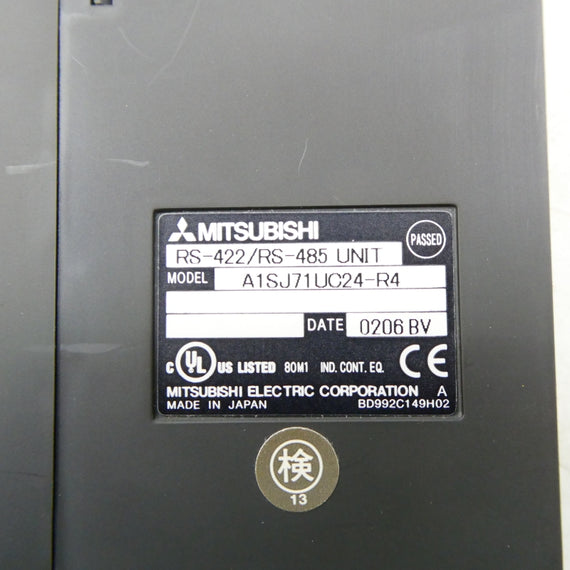 MITSUBISHI
PASSED
RS-422/RS-485 UNIT
MODEL A1SJ71UC24-R4
DATE 0206 BV
C UL US LISTED 80M1 IND. CONT. EQ. CE
MITSUBISHI ELECTRIC CORPORATION A
MADE IN JAPAN BD992C149H02
検
13